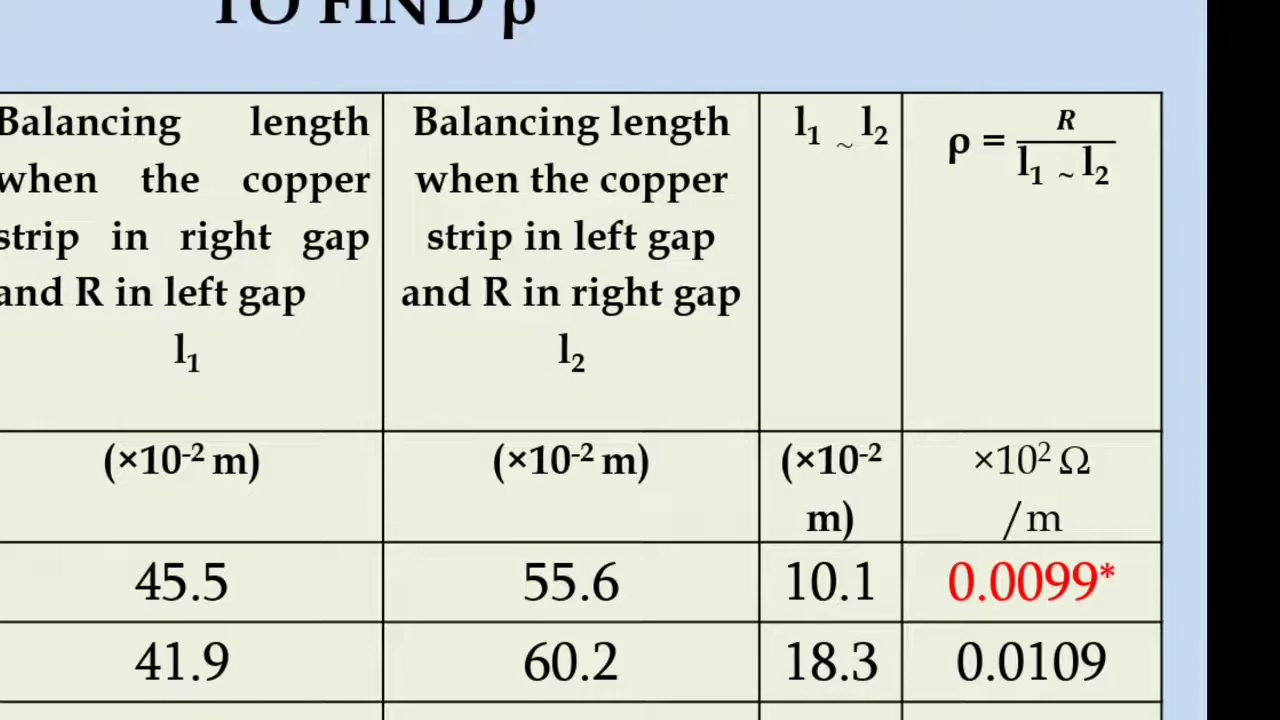 TO FIND ρ
Balancing length
when the copper
strip in right gap
and R in left gap
l₁
Balancing length
when the copper
strip in left gap
and R in right gap
l₂
l₁ ~ l₂
ρ = R / l₁ ~ l₂
(×10⁻² m)
(×10⁻² m)
(×10⁻²
m)
×10² Ω
/m
45.5 55.6 10.1 0.0099*
41.9 60.2 18.3 0.0109